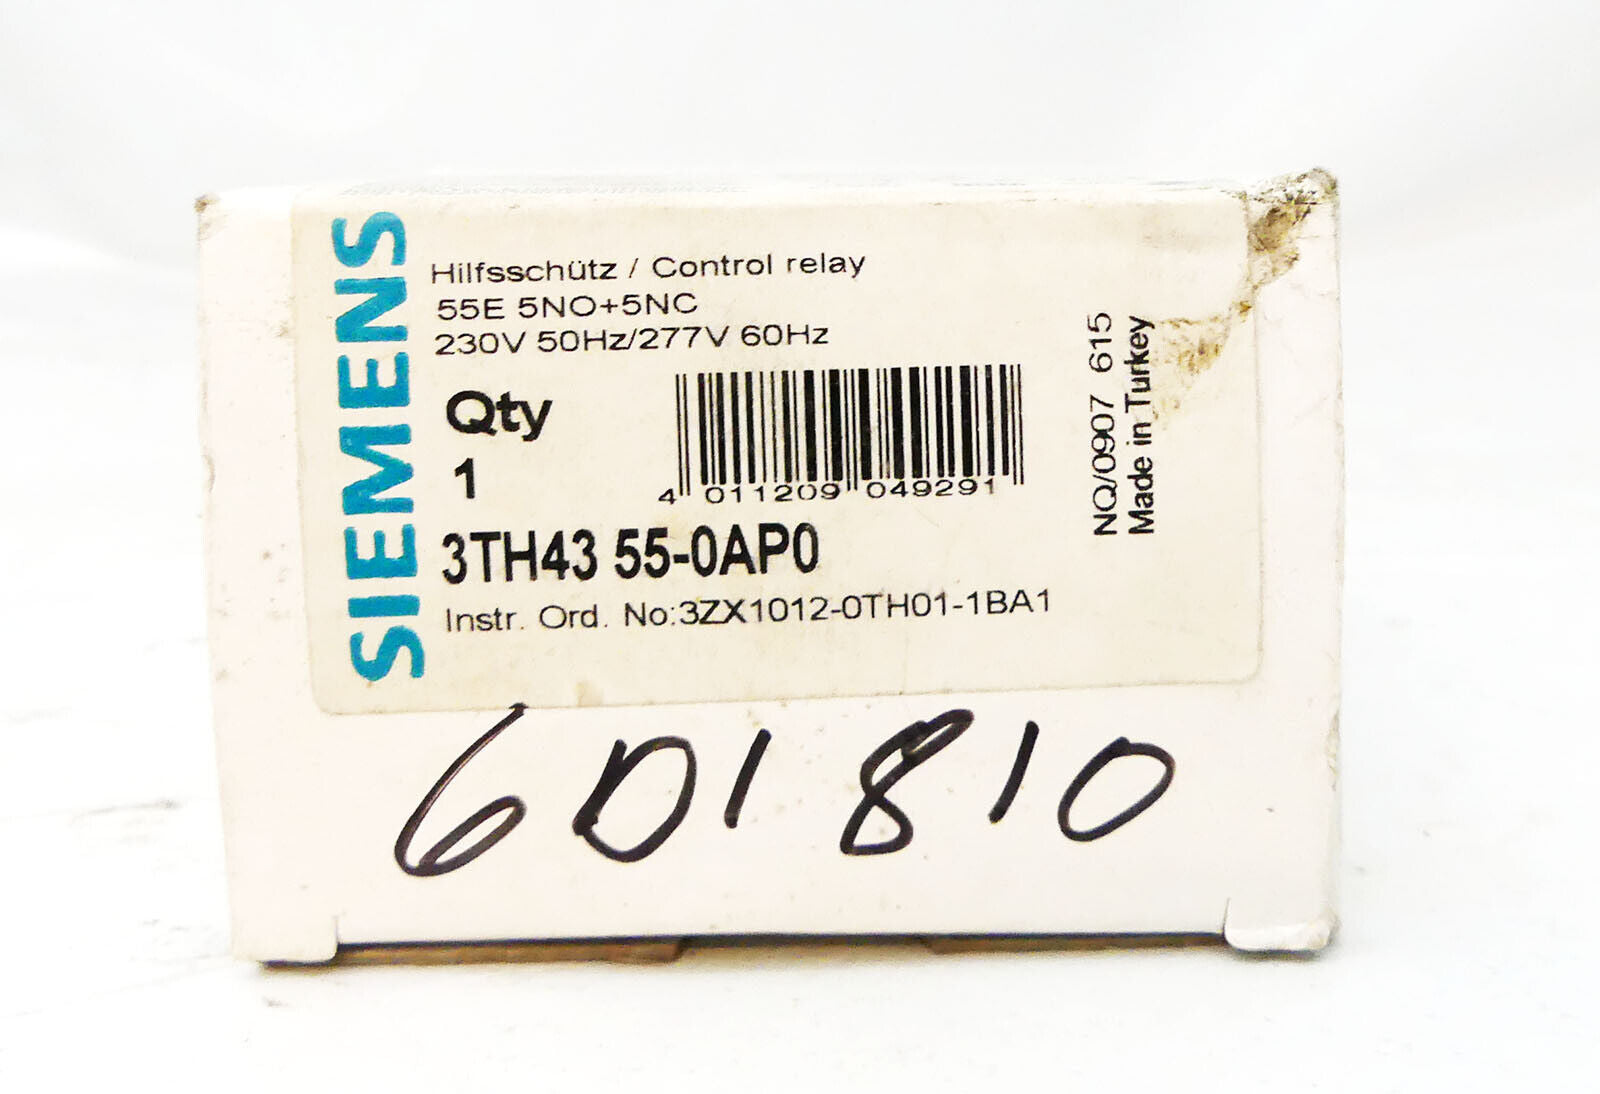 SIEMENS
Hilfsschütz / Control relay
55E 5NO+5NC
230V 50Hz/277V 60Hz
Qty
1
4 011209 049291
3TH43 55-0AP0
Instr. Ord. No:3ZX1012-0TH01-1BA1
NQ/0907 615
Made in Turkey
6D1810